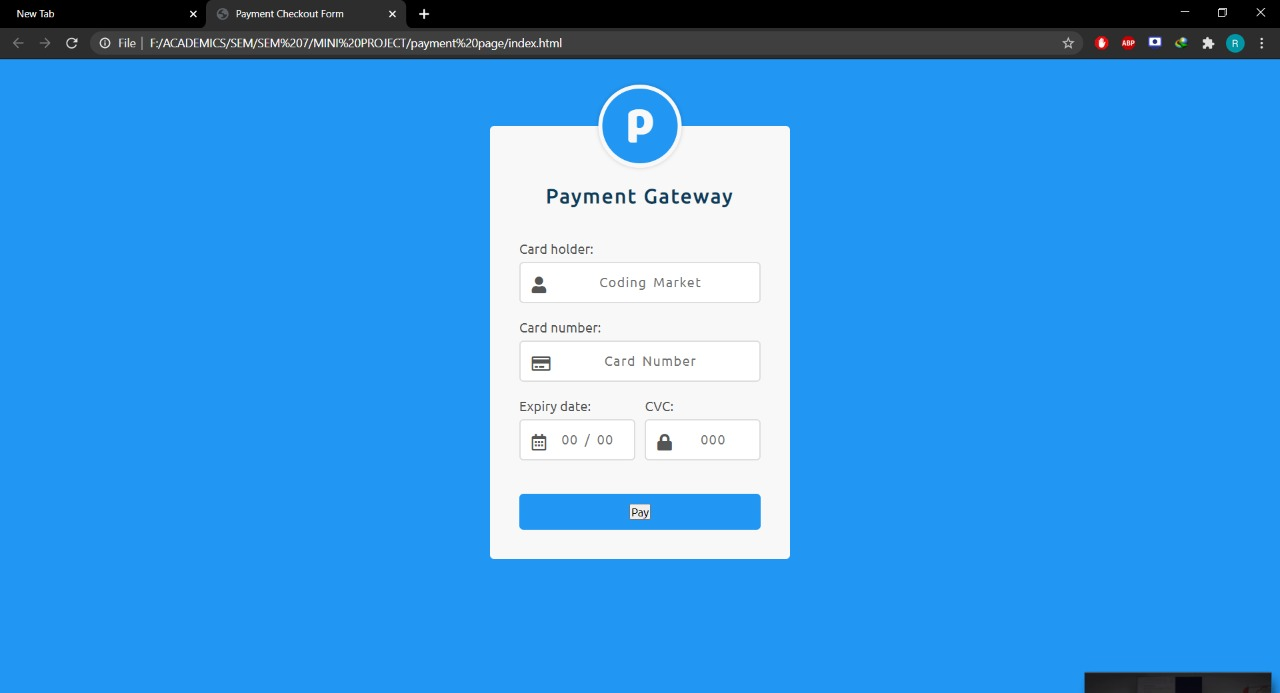 New Tab
Payment Checkout Form
File | F:/ACADEMICS/SEM/SEM%207/MINI%20PROJECT/payment%20page/index.html
ABP
R
P
Payment Gateway
Card holder:
Coding Market
Card number:
Card Number
Expiry date: CVC:
00 / 00 000
Pay